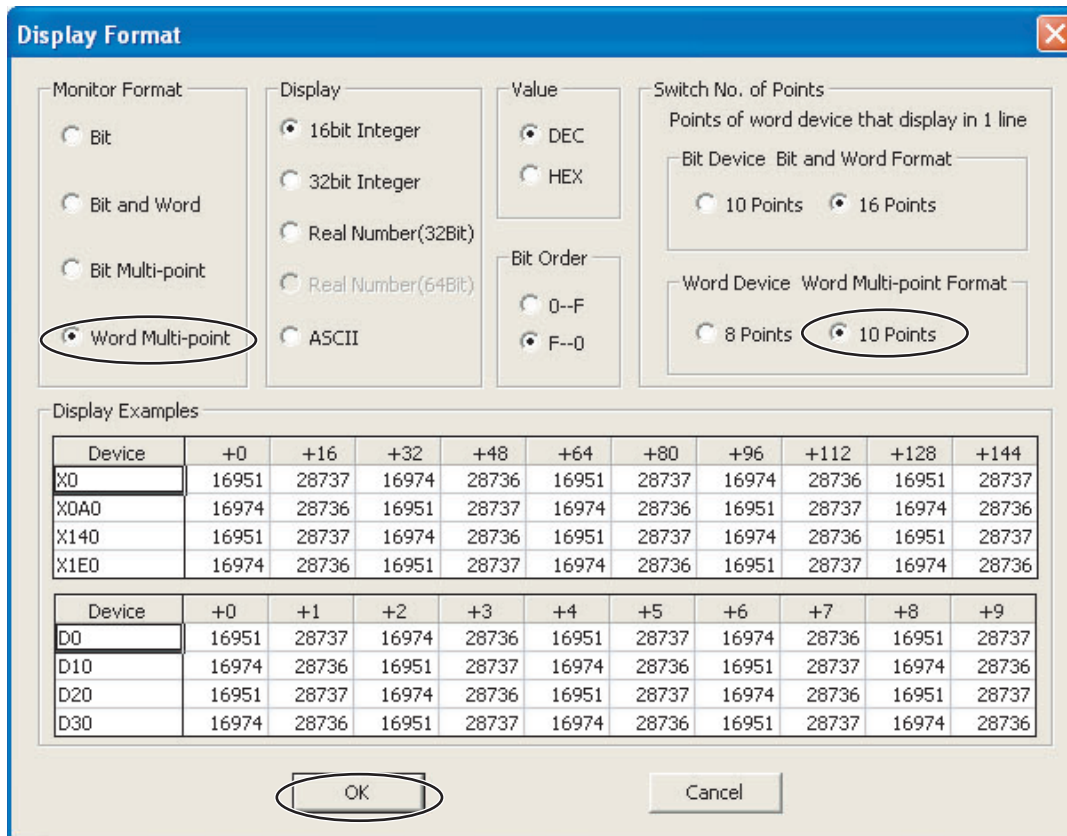 Display Format
Monitor Format
Bit
Bit and Word
Bit Multi-point
Word Multi-point
Display
16bit Integer
32bit Integer
Real Number(32Bit)
Real Number(64Bit)
ASCII
Value
DEC
HEX
Bit Order
0--F
F--0
Switch No. of Points
Points of word device that display in 1 line
Bit Device Bit and Word Format
10 Points 16 Points
Word Device Word Multi-point Format
8 Points 10 Points
Display Examples
Device +0 +16 +32 +48 +64 +80 +96 +112 +128 +144
X0 16951 28737 16974 28736 16951 28737 16974 28736 16951 28737
X0A0 16974 28736 16951 28737 16974 28736 16951 28737 16974 28736
X140 16951 28737 16974 28736 16951 28737 16974 28736 16951 28737
X1E0 16974 28736 16951 28737 16974 28736 16951 28737 16974 28736
Device +0 +1 +2 +3 +4 +5 +6 +7 +8 +9
D0 16951 28737 16974 28736 16951 28737 16974 28736 16951 28737
D10 16974 28736 16951 28737 16974 28736 16951 28737 16974 28736
D20 16951 28737 16974 28736 16951 28737 16974 28736 16951 28737
D30 16974 28736 16951 28737 16974 28736 16951 28737 16974 28736
OK Cancel